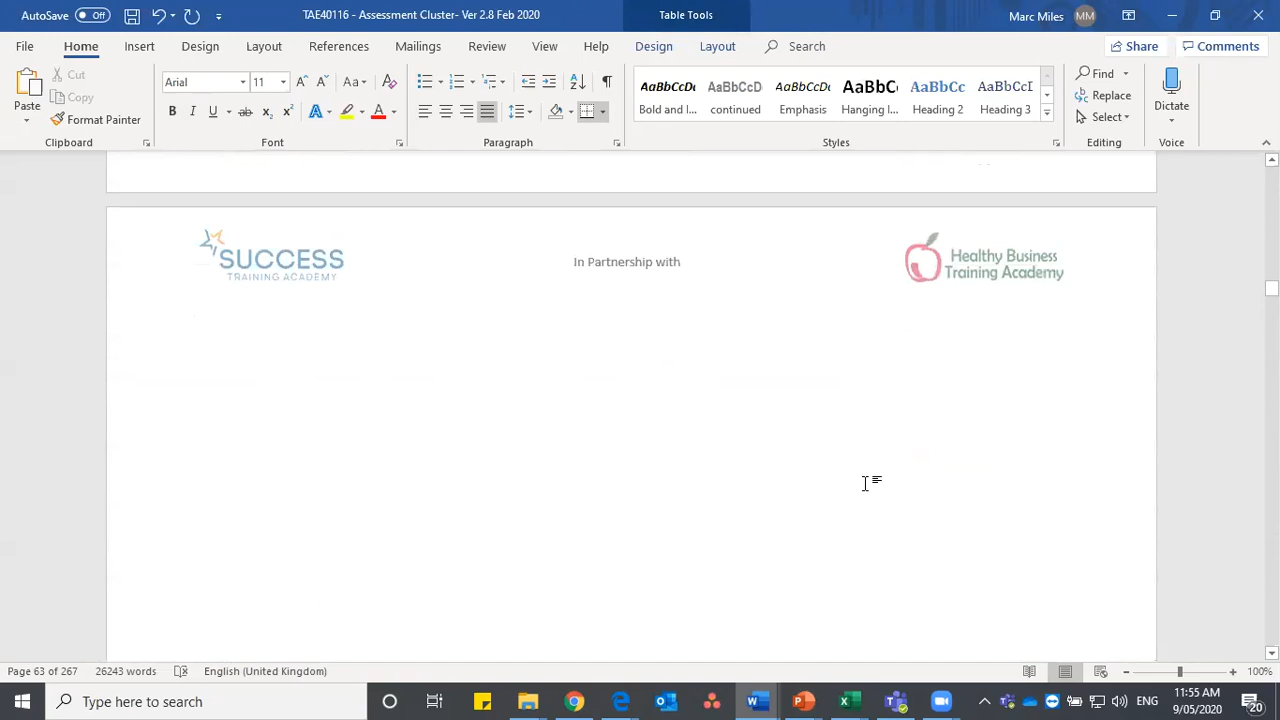 AutoSave Off TAE40116 - Assessment Cluster- Ver 2.8 Feb 2020 Table Tools Marc Miles MM
File Home Insert Design Layout References Mailings Review View Help Design Layout Search Share Comments
Paste Cut Copy Format Painter
Clipboard
Arial 11
Font
Paragraph
AaBbCcDc AaBbCcD AaBbCcDc AaBbC AaBbCc AaBbCcD
Bold and I... continued Emphasis Hanging I... Heading 2 Heading 3
Styles
Find
Replace
Select
Editing
Dictate
Voice
SUCCESS
TRAINING ACADEMY
In Partnership with
Healthy Business
Training Academy
Page 63 of 267 26243 words English (United Kingdom) 100%
Type here to search
ENG
11:55 AM
9/05/2020
20